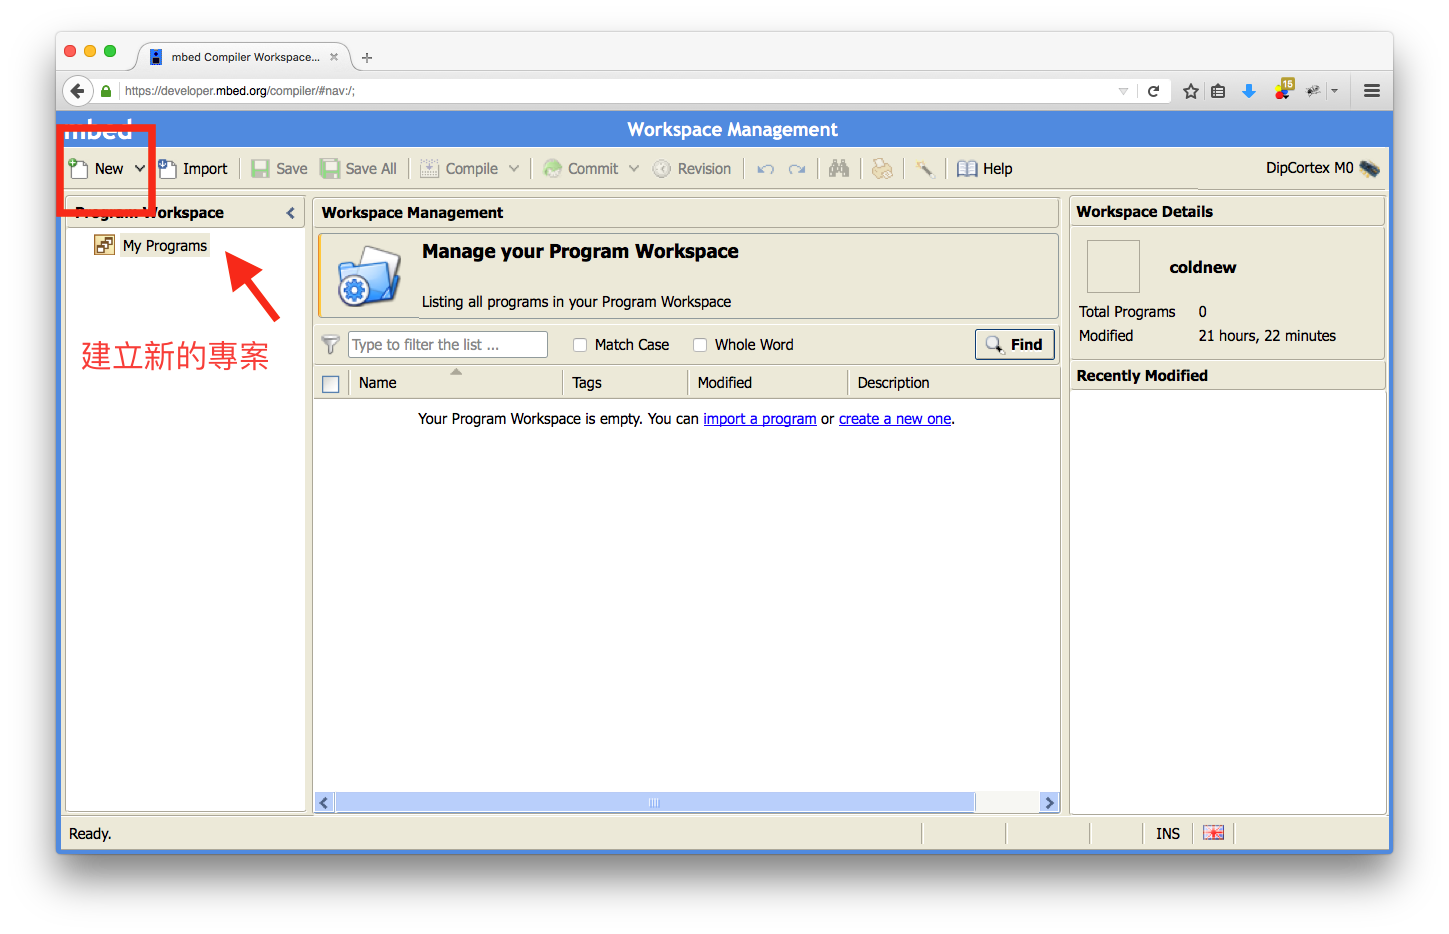 mbed Compiler Workspace...
https://developer.mbed.org/compiler/#nav:/;
15
mbed
Workspace Management
New
Import
Save
Save All
Compile
Commit
Revision
Help
DipCortex M0
Program Workspace
My Programs
建立新的專案
Workspace Management
Manage your Program Workspace
Listing all programs in your Program Workspace
Type to filter the list ...
Match Case
Whole Word
Find
Name
Tags
Modified
Description
Your Program Workspace is empty. You can import a program or create a new one.
Workspace Details
coldnew
Total Programs 0
Modified 21 hours, 22 minutes
Recently Modified
Ready.
INS